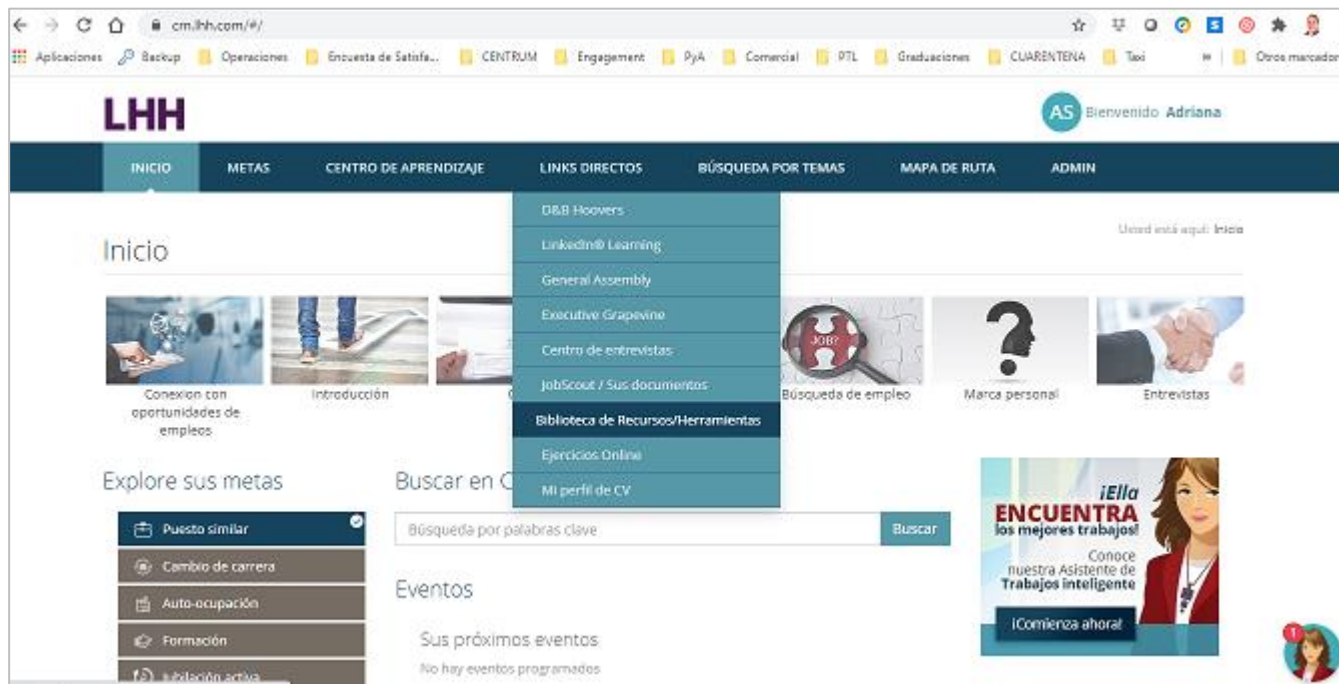 cm.lhh.com/#/
Aplicaciones Backup Operaciones Encuesta de Satisfa... CENTRUM Engagement PyA Comercial PTL Graduaciones CUARENTENA Taxi » Otros marcador
LHH
AS Bienvenido Adriana
INICIO METAS CENTRO DE APRENDIZAJE LINKS DIRECTOS BÚSQUEDA POR TEMAS MAPA DE RUTA ADMIN
D&B Hoovers
Usted está aquí: Inicio
Inicio
LinkedIn® Learning
General Assembly
Executive Grapevine
Centro de entrevistas
JobScout / Sus documentos
Biblioteca de Recursos/Herramientas
Ejercicios Online
Mi perfil de CV
JOB?
?
Conexion con
oportunidades de
empleos
Introducción
Búsqueda de empleo
Marca personal
Entrevistas
Explore sus metas
Puesto similar
Cambio de carrera
Auto-ocupación
Formación
Jubilación activa
Buscar en C
Búsqueda por palabras clave
Buscar
Eventos
Sus próximos eventos
No hay eventos programados
¡Ella
ENCUENTRA
los mejores trabajos!
Conoce
nuestra Asistente de
Trabajos inteligente
¡Comienza ahora!
1